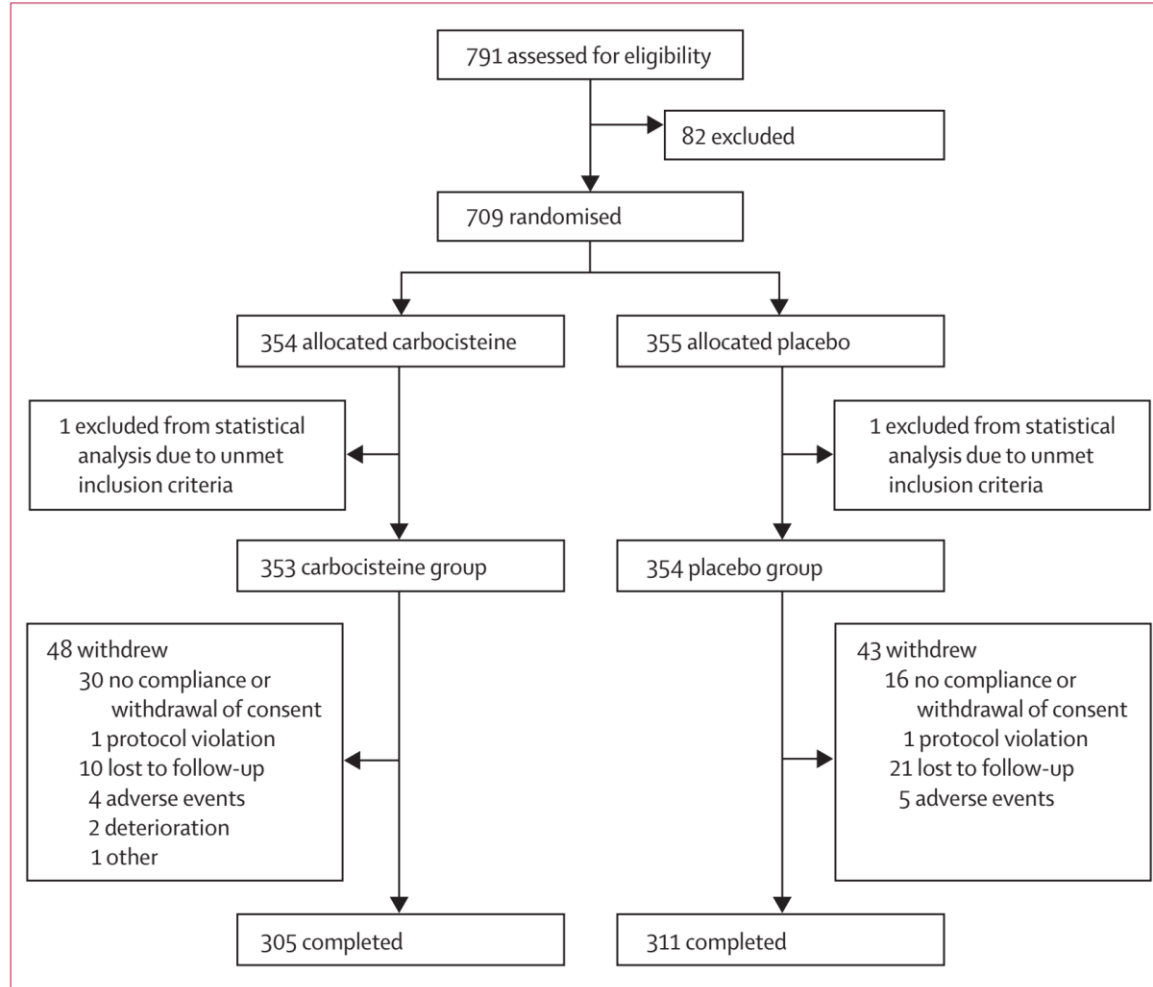 791 assessed for eligibility
82 excluded
709 randomised
354 allocated carbocisteine
355 allocated placebo
1 excluded from statistical
analysis due to unmet
inclusion criteria
1 excluded from statistical
analysis due to unmet
inclusion criteria
353 carbocisteine group
354 placebo group
48 withdrew
30 no compliance or
withdrawal of consent
1 protocol violation
10 lost to follow-up
4 adverse events
2 deterioration
1 other
43 withdrew
16 no compliance or
withdrawal of consent
1 protocol violation
21 lost to follow-up
5 adverse events
305 completed
311 completed